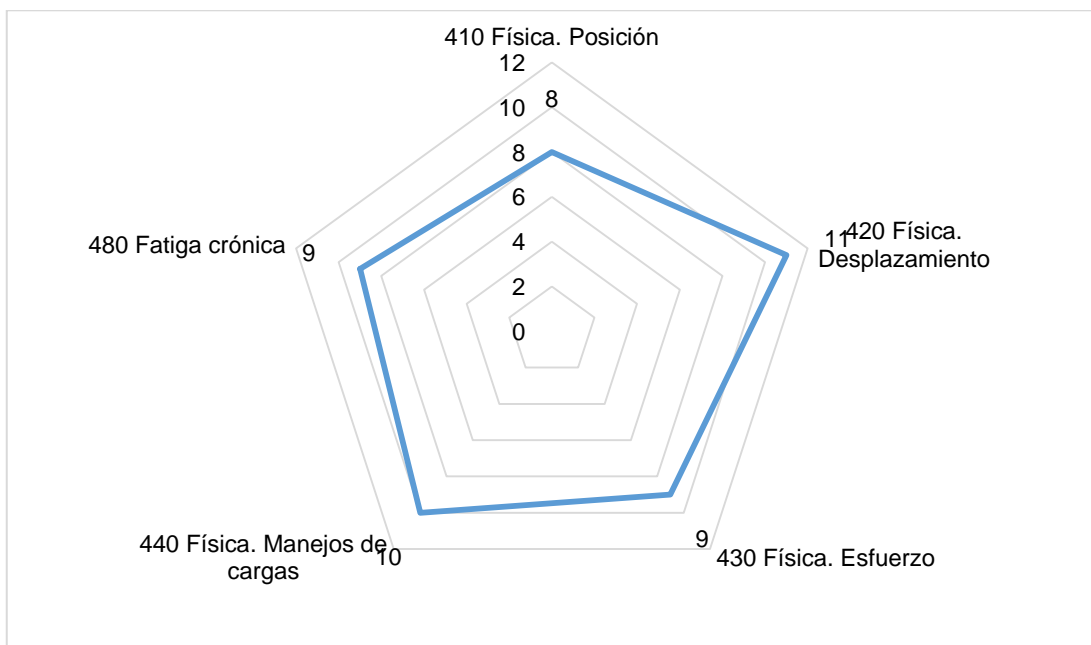 410 Física. Posición
12
8
10
8
6
4
2
0
11
420 Física.
Desplazamiento
9
430 Física. Esfuerzo
440 Física. Manejos de
cargas
10
480 Fatiga crónica
9